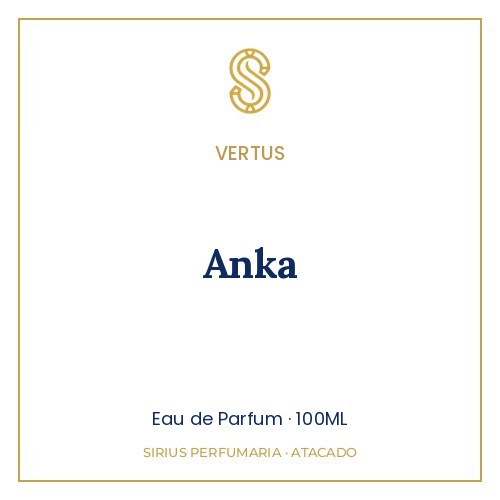 VERTUS
Anka
Eau de Parfum · 100ML
SIRIUS PERFUMARIA · ATACADO